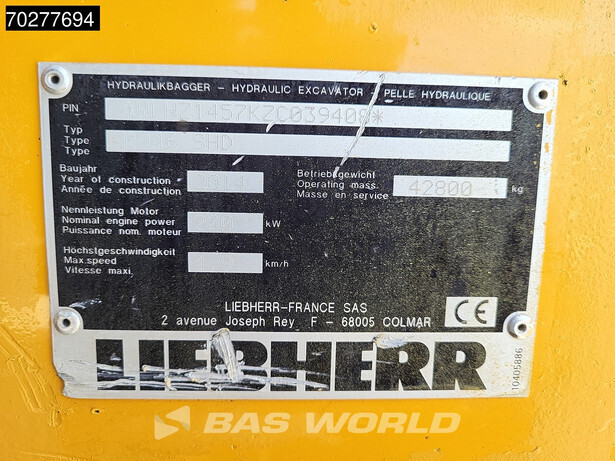 70277694
HYDRAULIKBAGGER - HYDRAULIC EXCAVATOR - PELLE HYDRAULIQUE
PIN 1457KZC039408*
Typ
Type SHD
Type
Baujahr
Year of construction
Année de construction
Betriebsgewicht
Operating mass
Masse en service
42800 kg
Nennleistung Motor
Nominal engine power
Puissance nom. moteur
kW
Höchstgeschwindigkeit
Max.speed
Vitesse maxi.
km/h
LIEBHERR-FRANCE SAS
2 avenue Joseph Rey F - 68005 COLMAR
CE
LIEBHERR
10405886
BAS WORLD